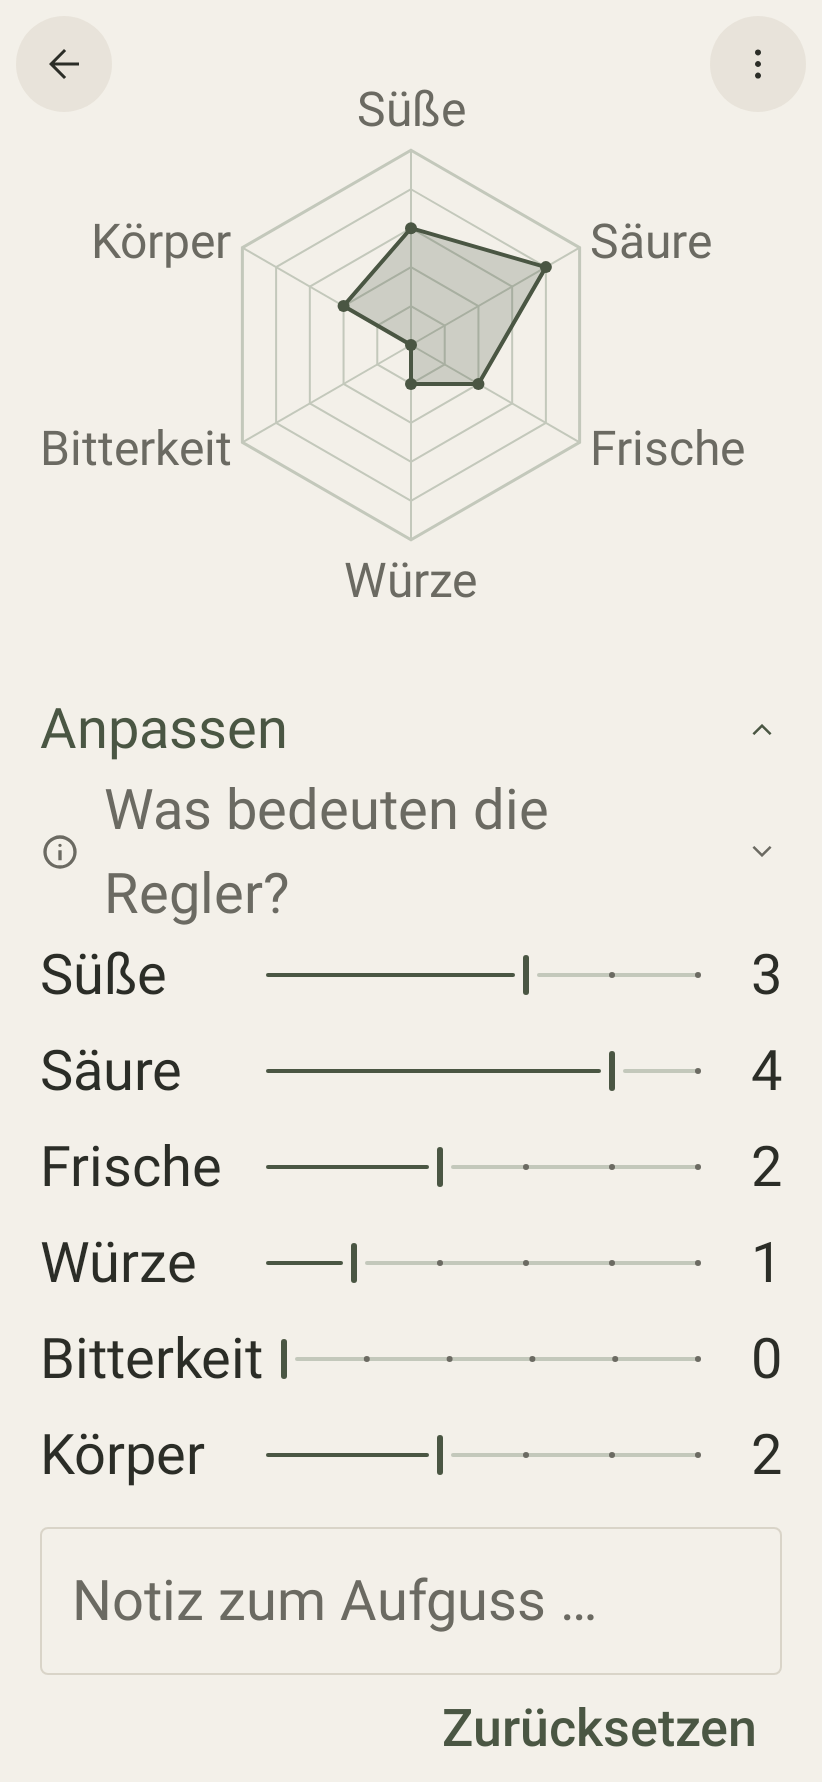 Süße
Körper
Säure
Bitterkeit
Frische
Würze
Anpassen
Was bedeuten die
Regler?
Süße 3
Säure 4
Frische 2
Würze 1
Bitterkeit 0
Körper 2
Notiz zum Aufguss …
Zurücksetzen